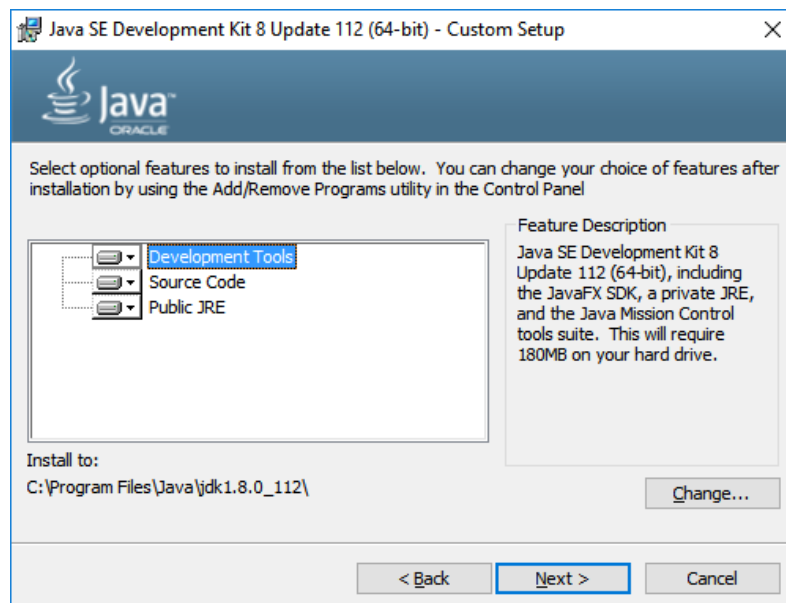 Java SE Development Kit 8 Update 112 (64-bit) - Custom Setup
Java™
ORACLE
Select optional features to install from the list below.  You can change your choice of features after
installation by using the Add/Remove Programs utility in the Control Panel
Development Tools
Source Code
Public JRE
Feature Description
Java SE Development Kit 8
Update 112 (64-bit), including
the JavaFX SDK, a private JRE,
and the Java Mission Control
tools suite.  This will require
180MB on your hard drive.
Install to:
C:\Program Files\Java\jdk1.8.0_112\
Change...
< Back
Next >
Cancel